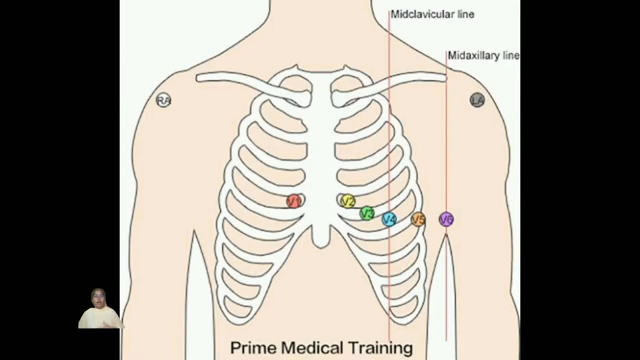 Midclavicular line
Midaxillary line
RA
LA
V1
V2
V3
V4
V5
V6
Prime Medical Training